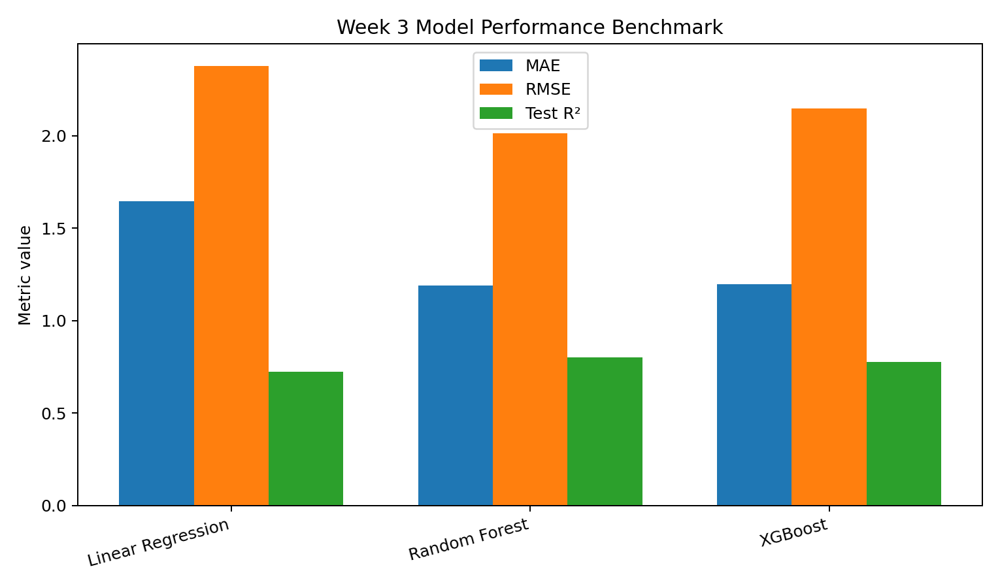 Week 3 Model Performance Benchmark
MAE
RMSE
Test R²
Metric value
2.0
1.5
1.0
0.5
0.0
Linear Regression
Random Forest
XGBoost